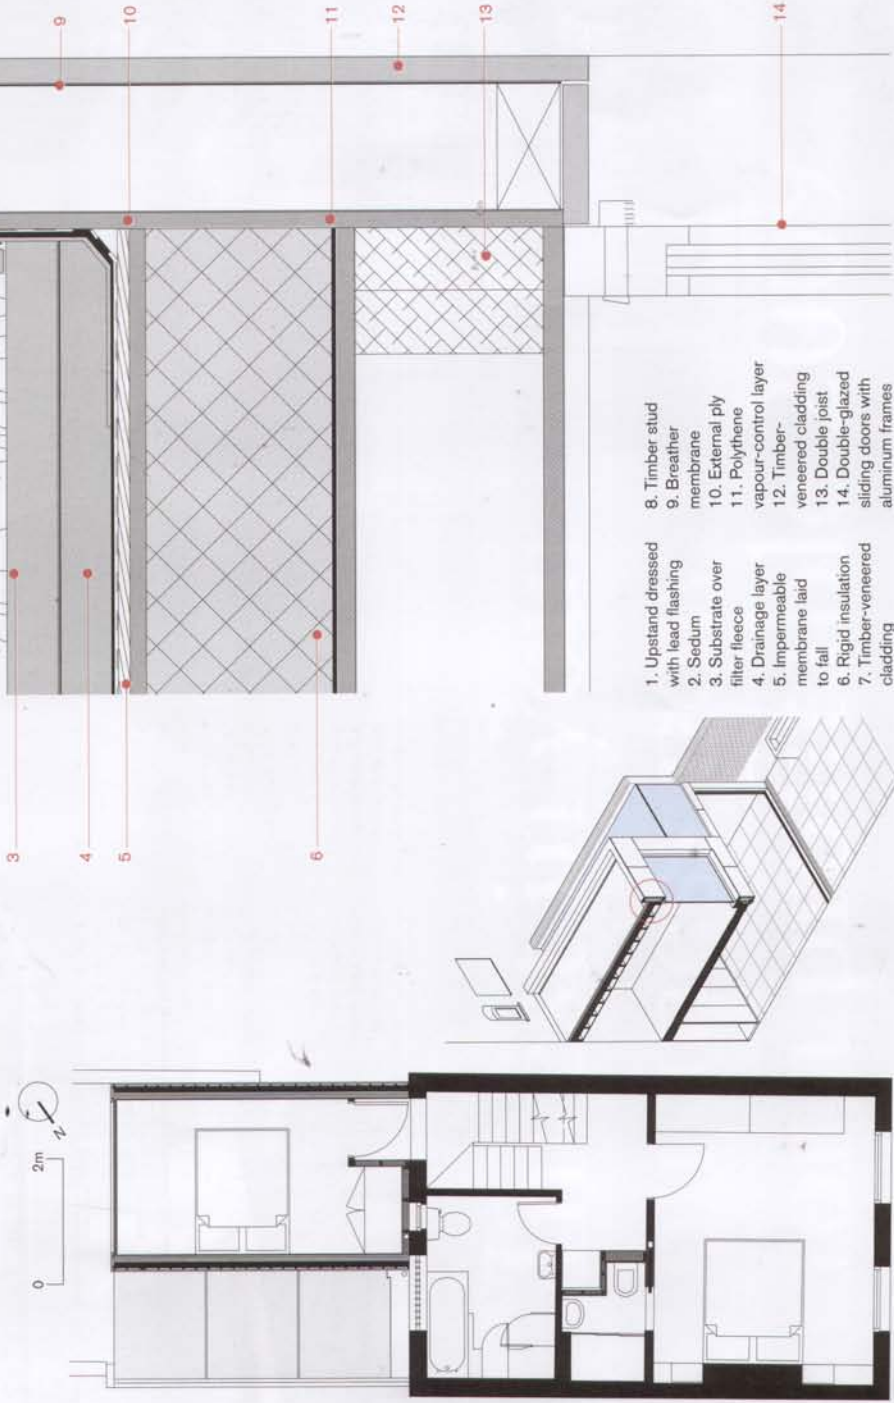 0
2m
N
3
4
5
6
9
10
11
12
13
14
1. Upstand dressed
with lead flashing
2. Sedum
3. Substrate over
filter fleece
4. Drainage layer
5. Impermeable
membrane laid
to fall
6. Rigid insulation
7. Timber-veneered
cladding
8. Timber stud
9. Breather
membrane
10. External ply
11. Polythene
vapour-control layer
12. Timber-
veneered cladding
13. Double joist
14. Double-glazed
sliding doors with
aluminum frames